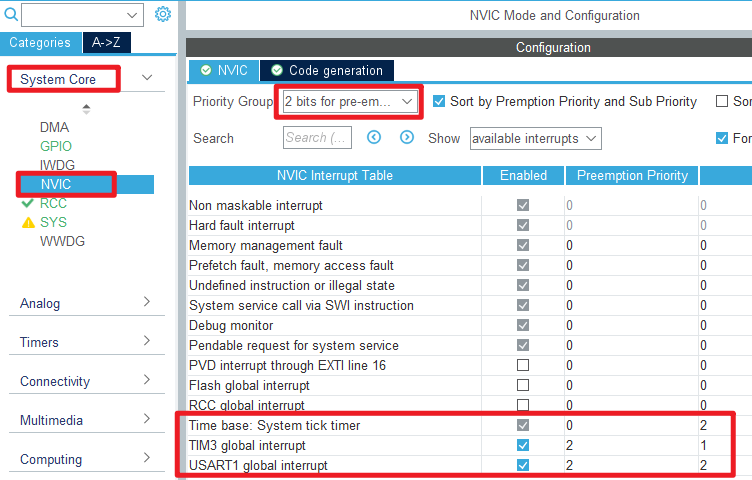 NVIC Mode and Configuration
Categories
A->Z
System Core
DMA
GPIO
IWDG
NVIC
RCC
SYS
WWDG
Analog
Timers
Connectivity
Multimedia
Computing
Configuration
NVIC
Code generation
Priority Group
2 bits for pre-em...
Sort by Premption Priority and Sub Priority
Sor
Search
Search (...
Show
available interrupts
For
NVIC Interrupt Table Enabled Preemption Priority
Non maskable interrupt 0 0
Hard fault interrupt 0 0
Memory management fault 0 0
Prefetch fault, memory access fault 0 0
Undefined instruction or illegal state 0 0
System service call via SWI instruction 0 0
Debug monitor 0 0
Pendable request for system service 0 0
PVD interrupt through EXTI line 16 0 0
Flash global interrupt 0 0
RCC global interrupt 0 0
Time base: System tick timer 0 2
TIM3 global interrupt 2 1
USART1 global interrupt 2 2